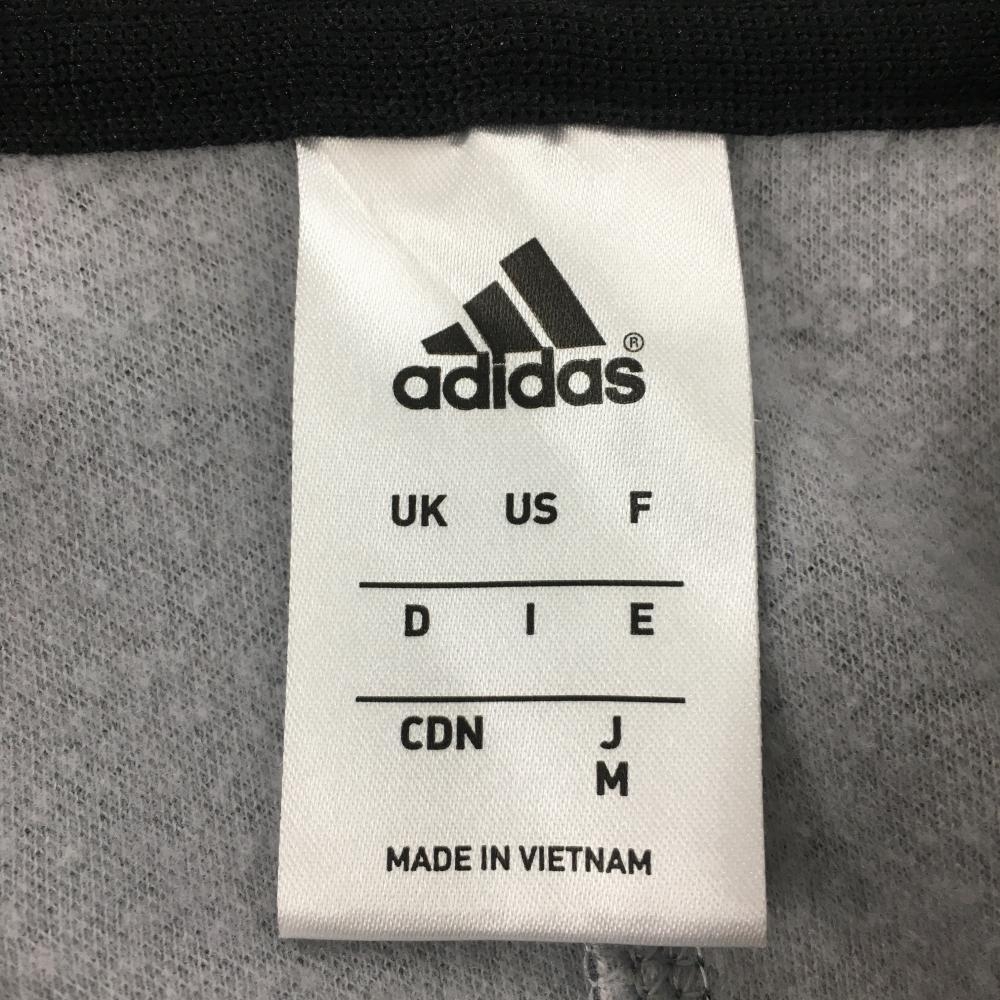 adidas®
UK US F
D I E
CDN J
M
MADE IN VIETNAM